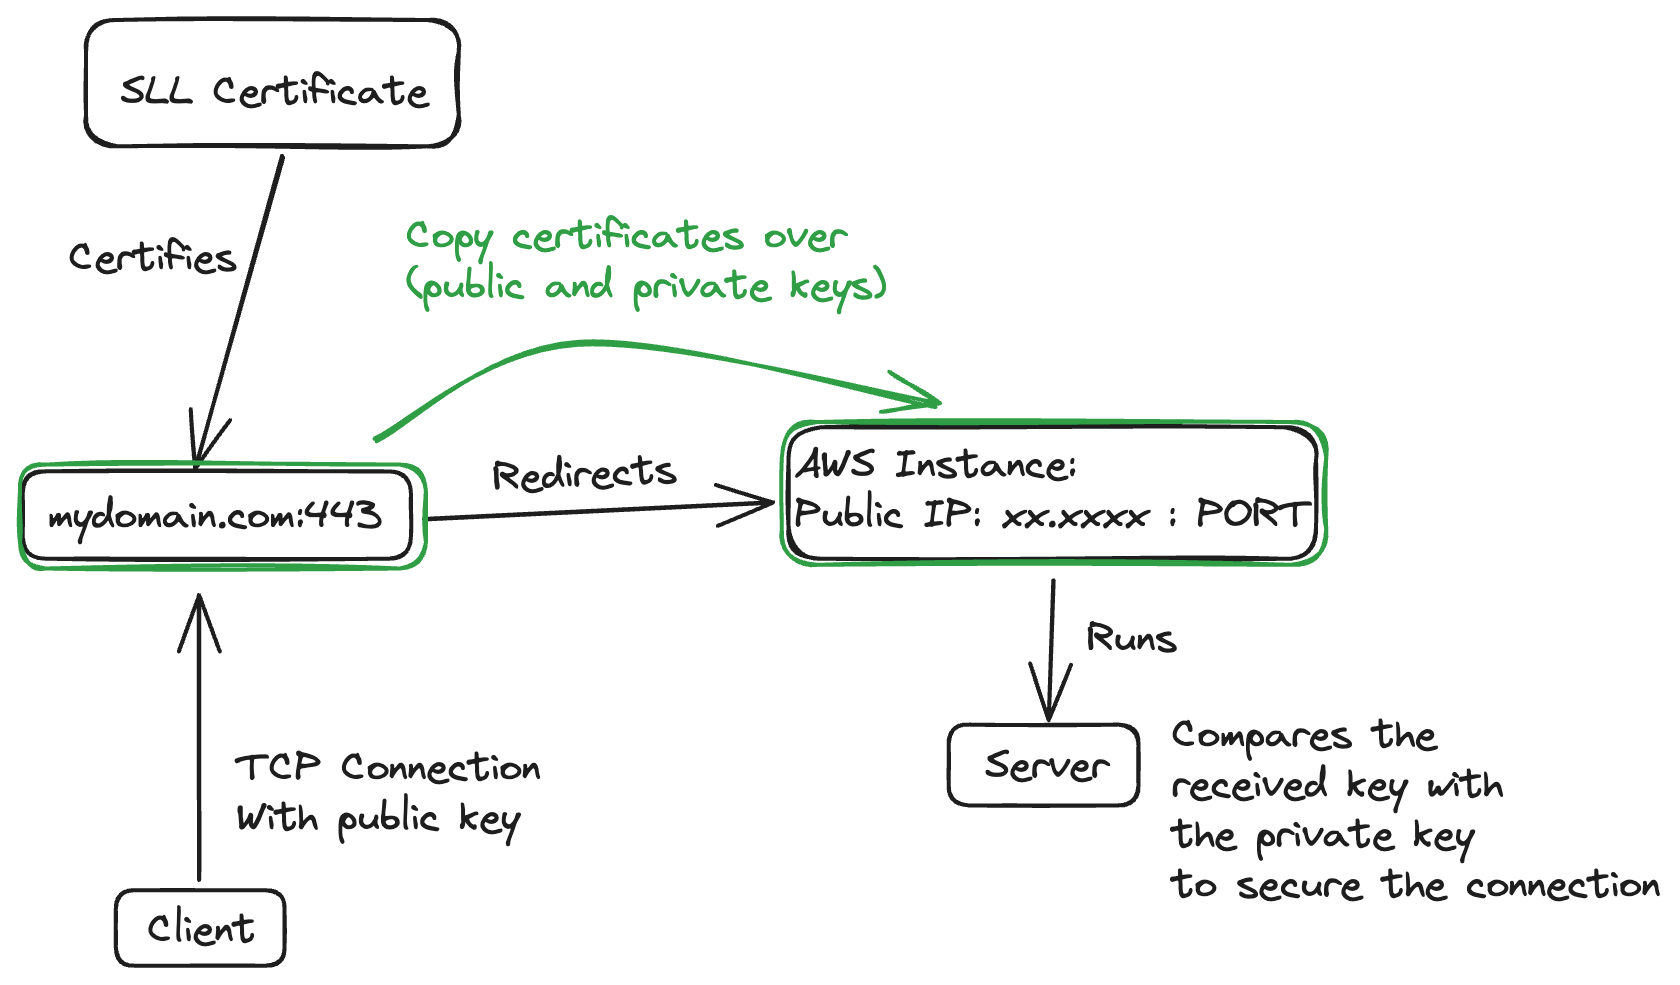 SLL Certificate
Certifies
Copy certificates over
(public and private keys)
Redirects
AWS Instance:
Public IP: xx.xxxx : PORT
mydomain.com:443
Runs
TCP Connection
With public key
Server
Compares the
received key with
the private key
to secure the connection
Client